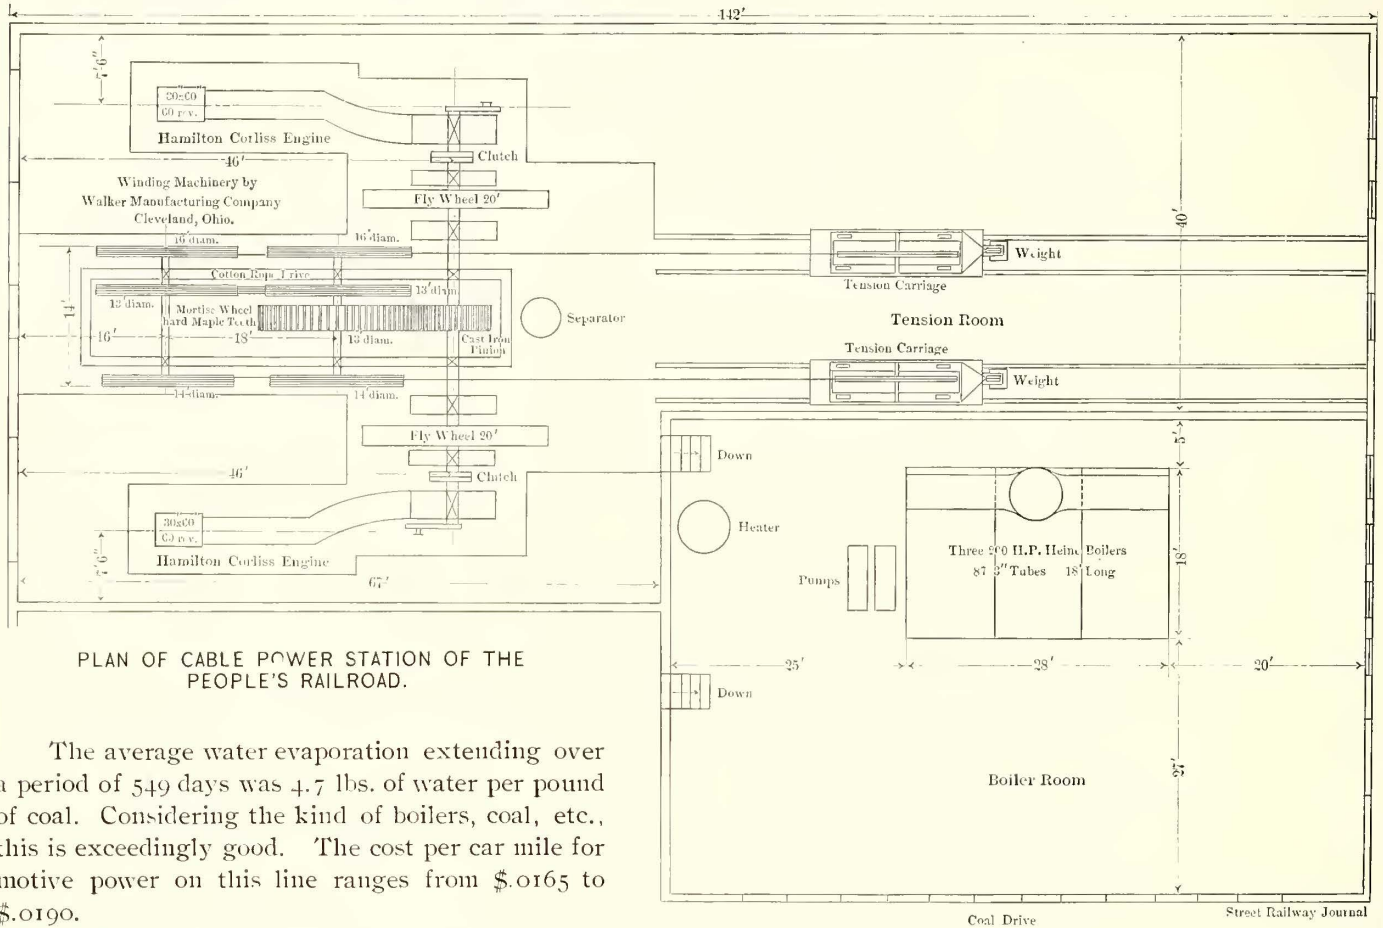 142'
7'6"
30x60
60 rev.
Hamilton Corliss Engine
Clutch
46'
Winding Machinery by
Walker Manufacturing Company
Cleveland, Ohio.
Fly Wheel 20'
40'
16'diam.
16'diam.
Weight
Cotton Rope Drive
Tension Carriage
13'diam.
13'diam.
14'
Mortise Wheel
hard Maple Teeth
Separator
Tension Room
16'
18'
13'diam.
Cast Iron
Pinion
Tension Carriage
Weight
14'diam.
14'diam.
Fly Wheel 20'
5'
Down
46'
Clutch
30x60
60 rev.
Heater
Hamilton Corliss Engine
7'6"
67'
Pumps
Three H.P. Heine Boilers
87 3" Tubes 18' Long
18'
25'
28'
20'
Down
27'
Boiler Room
Coal Drive
Street Railway Journal
PLAN OF CABLE POWER STATION OF THE
PEOPLE'S RAILROAD.
The average water evaporation extending over
a period of 549 days was 4.7 lbs. of water per pound
of coal. Considering the kind of boilers, coal, etc.,
this is exceedingly good. The cost per car mile for
motive power on this line ranges from $.0165 to
$.0190.